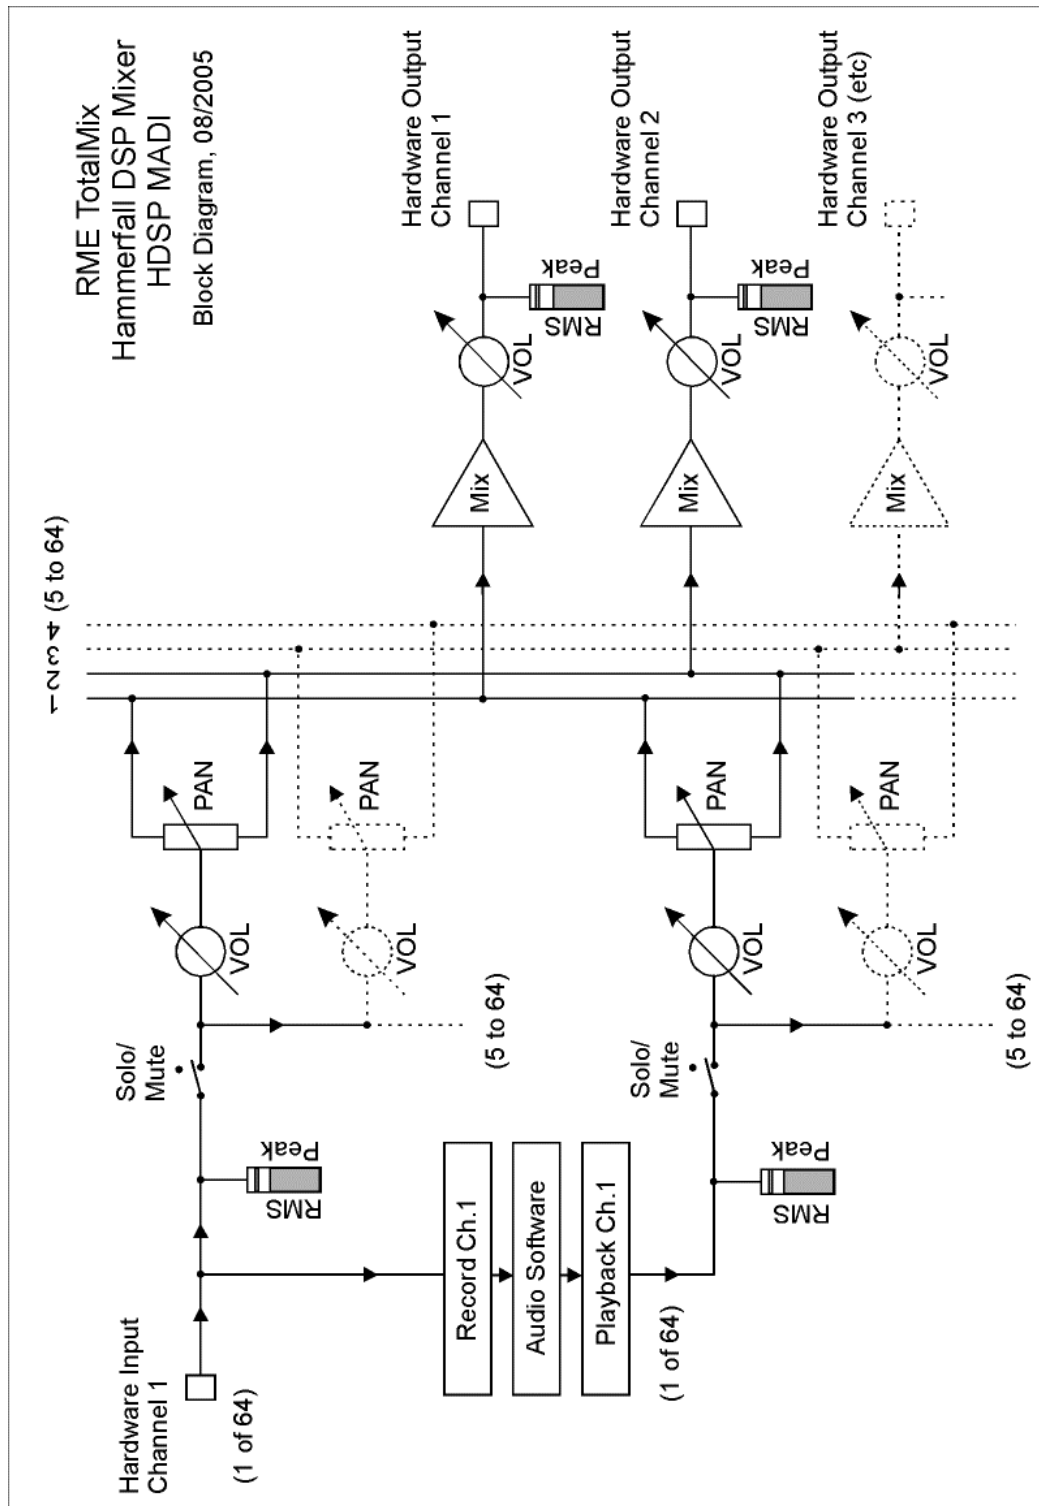 RME TotalMix
Hammerfall DSP Mixer
HDSP MADI
Block Diagram, 08/2005
Hardware Input
Channel 1
(1 of 64)
RMS
Peak
Solo/
Mute
VOL
PAN
VOL
PAN
(5 to 64)
1 2 3 4 (5 to 64)
Record Ch.1
Audio Software
Playback Ch.1
(1 of 64)
RMS
Peak
Solo/
Mute
VOL
PAN
VOL
PAN
(5 to 64)
Mix
VOL
RMS
Peak
Hardware Output
Channel 1
Mix
VOL
RMS
Peak
Hardware Output
Channel 2
Mix
VOL
Hardware Output
Channel 3 (etc)